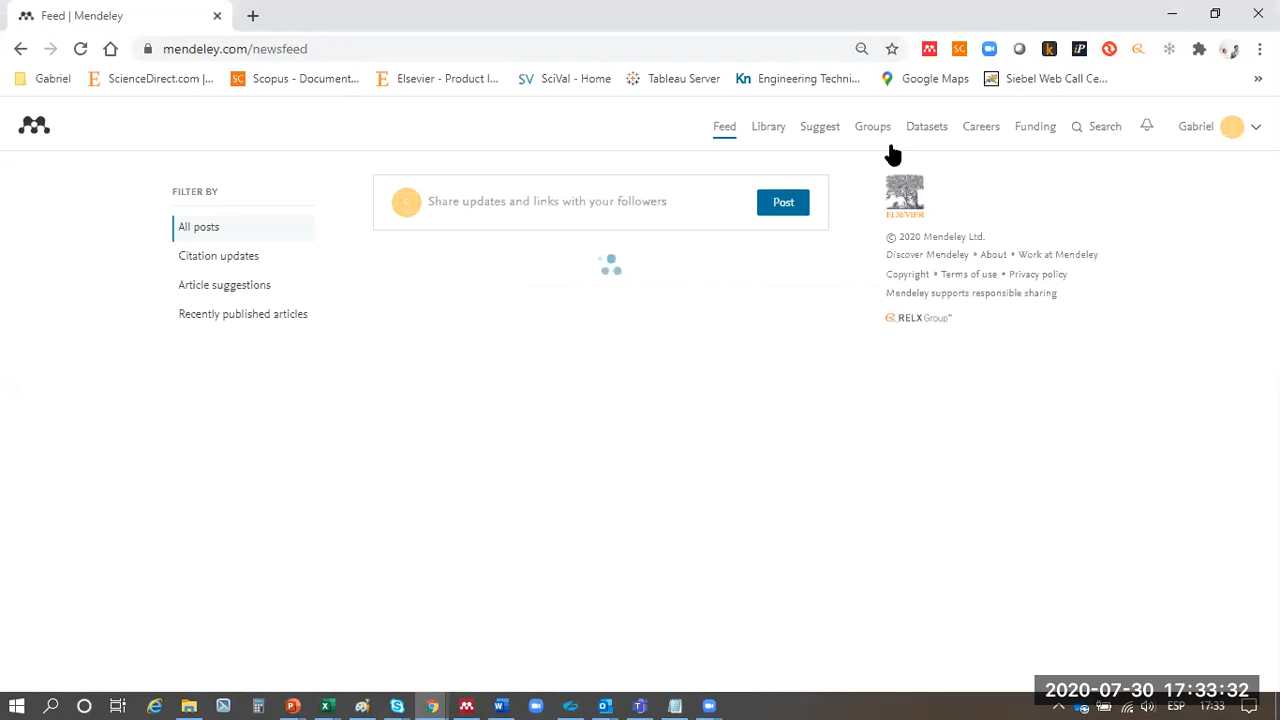 Feed | Mendeley
mendeley.com/newsfeed
Gabriel
ScienceDirect.com |...
Scopus - Documen...
Elsevier - Product I...
SciVal - Home
Tableau Server
Engineering Techni...
Google Maps
Siebel Web Call Ce...
»
Feed Library Suggest Groups Datasets Careers Funding Search Gabriel
FILTER BY
All posts
Citation updates
Article suggestions
Recently published articles
Share updates and links with your followers
Post
ELSEVIER
© 2020 Mendeley Ltd.
Discover Mendeley • About • Work at Mendeley
Copyright • Terms of use • Privacy policy
Mendeley supports responsible sharing
RELX Group™
2020-07-30 17:33:32
ESP 17:33